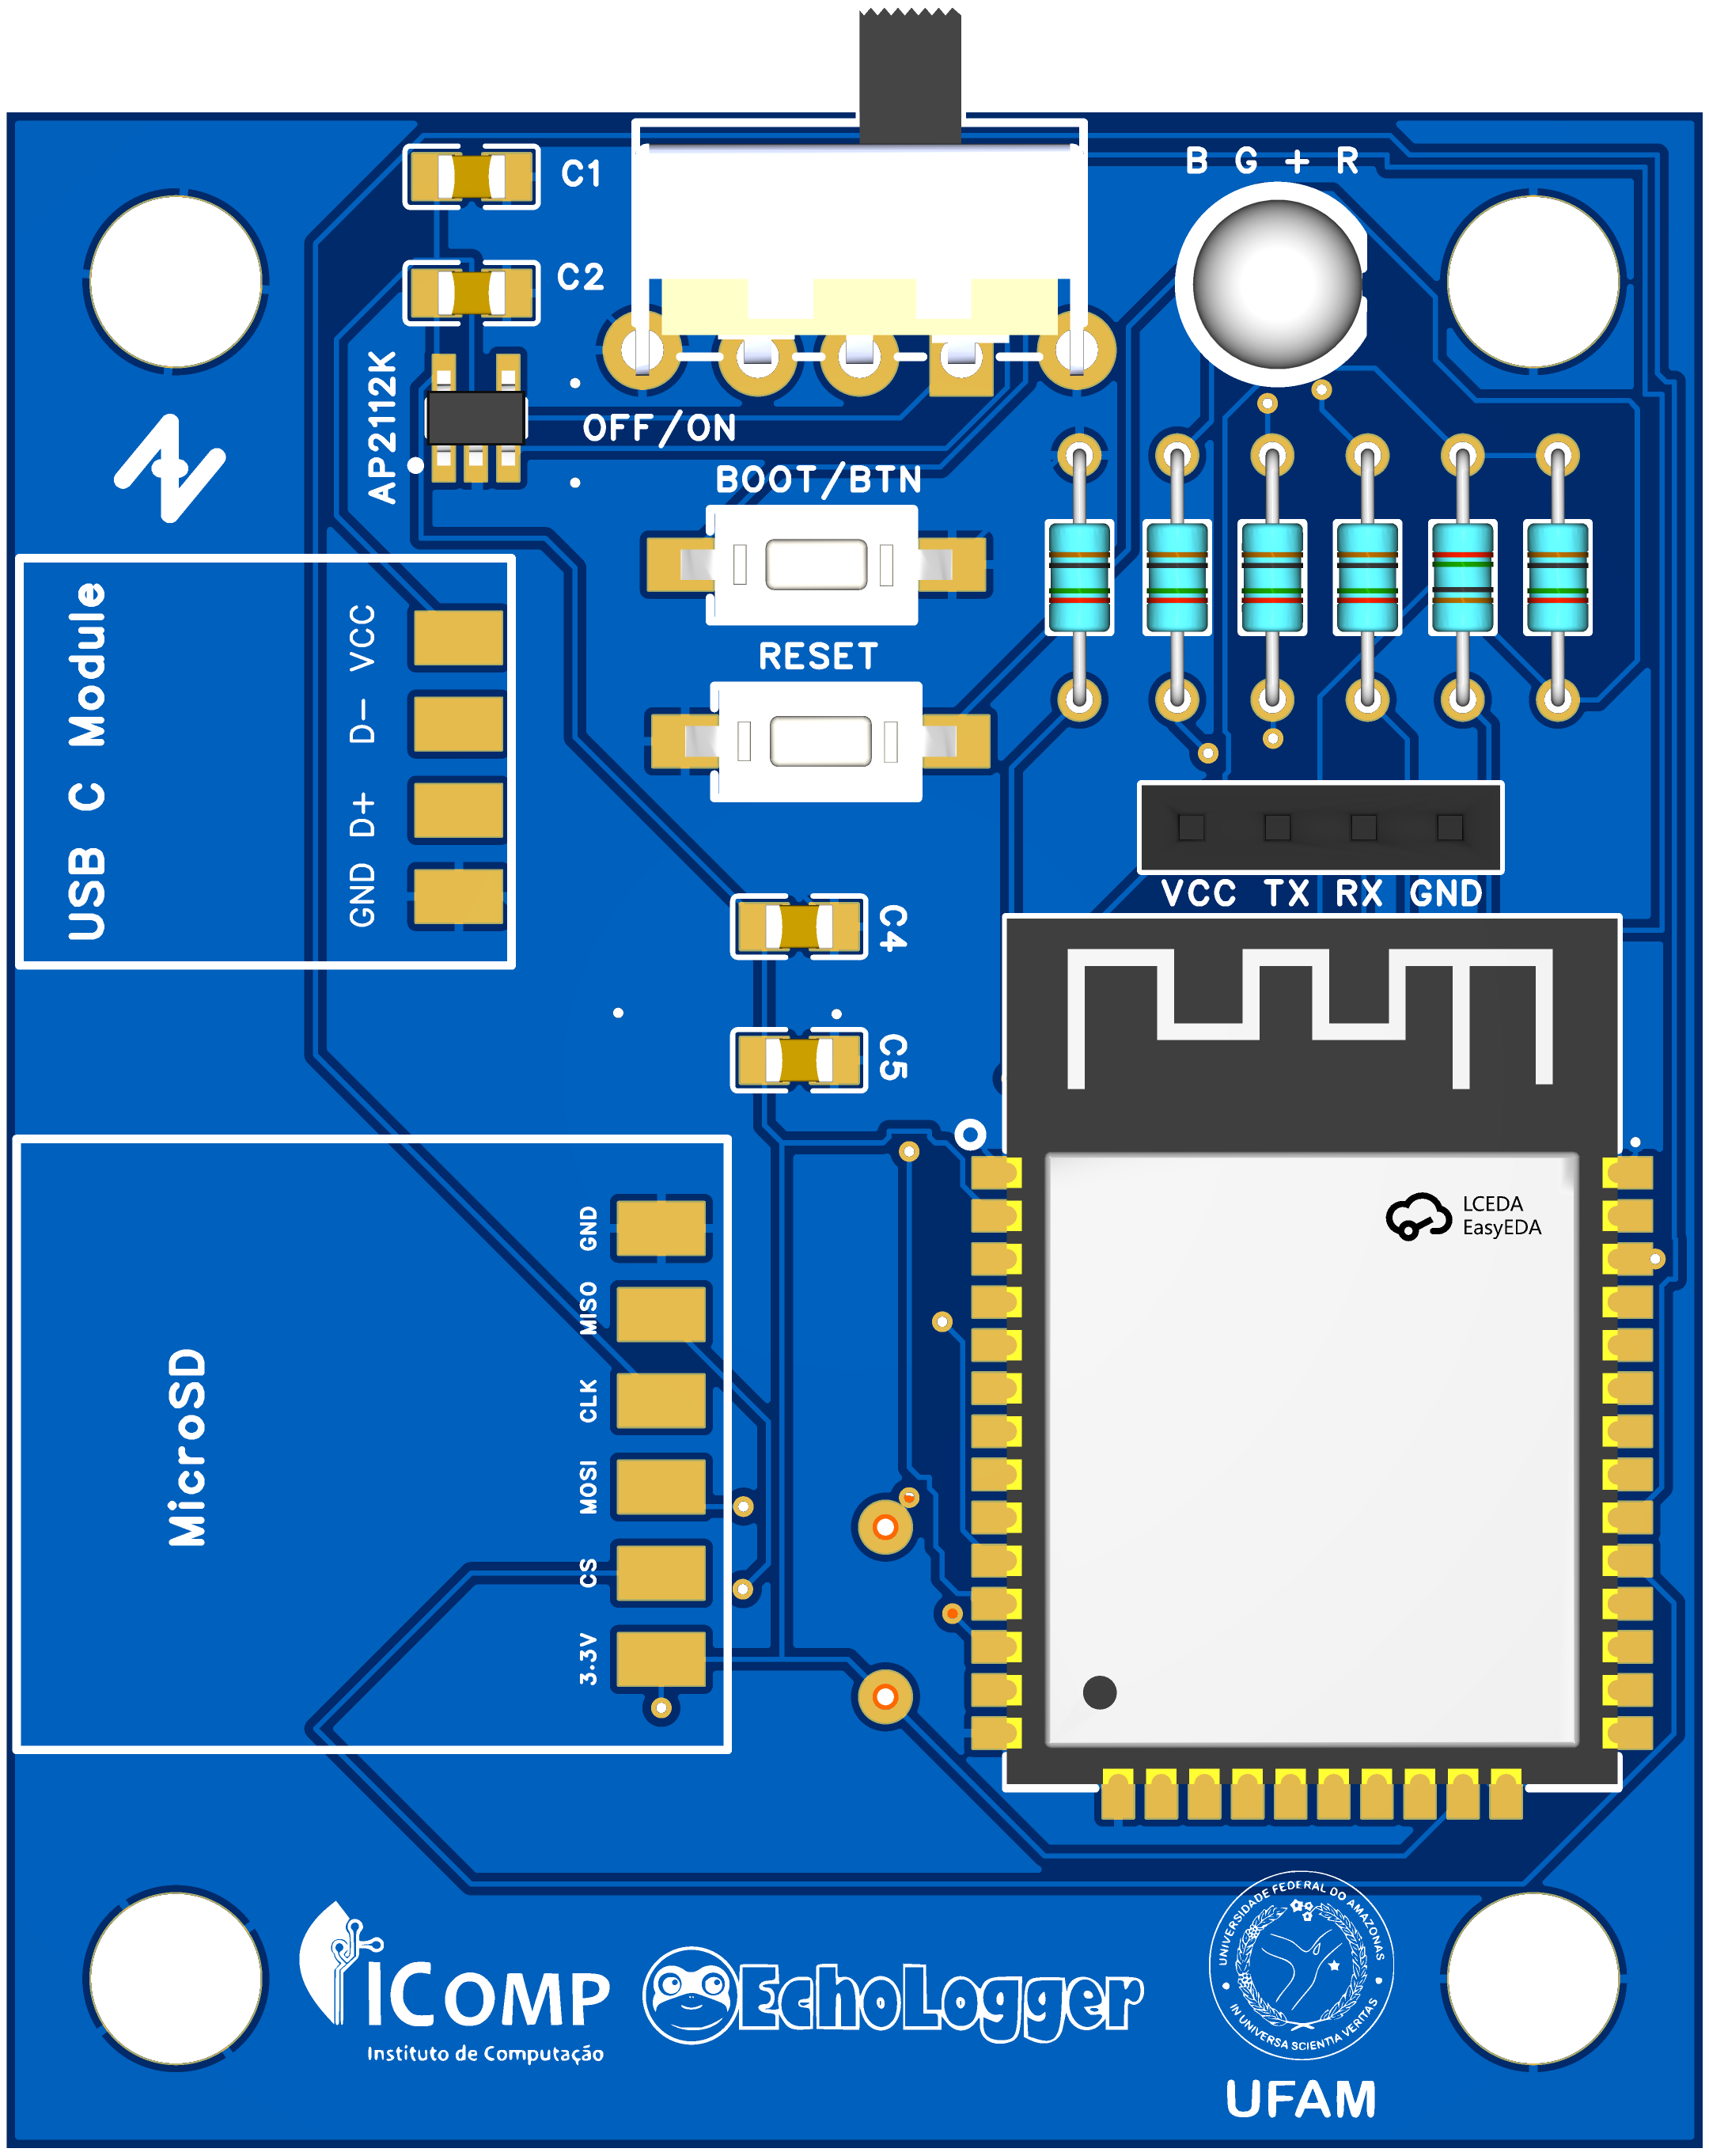 C1
B G + R
C2
AP2112K
OFF/ON
BOOT/BTN
RESET
USB C Module
VCC
D-
D+
GND
VCC TX RX GND
C4
C5
LCEDA
EasyEDA
MicroSD
GND
MISO
CLK
MOSI
CS
3.3V
ICOMP
Instituto de Computação
EchoLogger
UNIVERSIDADE FEDERAL DO AMAZONAS
IN UNIVERSA SCIENTIA VERITAS
UFAM